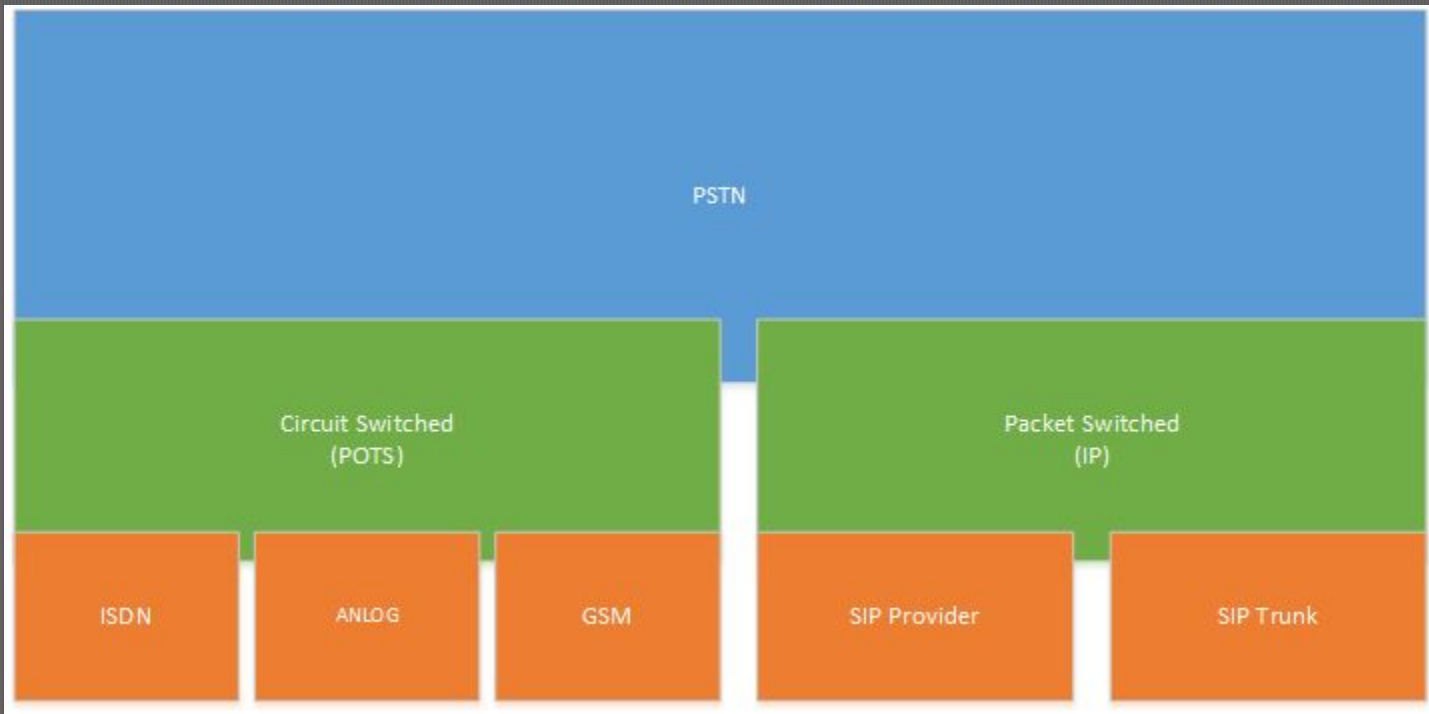 PSTN
Circuit Switched
(POTS)
Packet Switched
(IP)
ISDN
ANLOG
GSM
SIP Provider
SIP Trunk